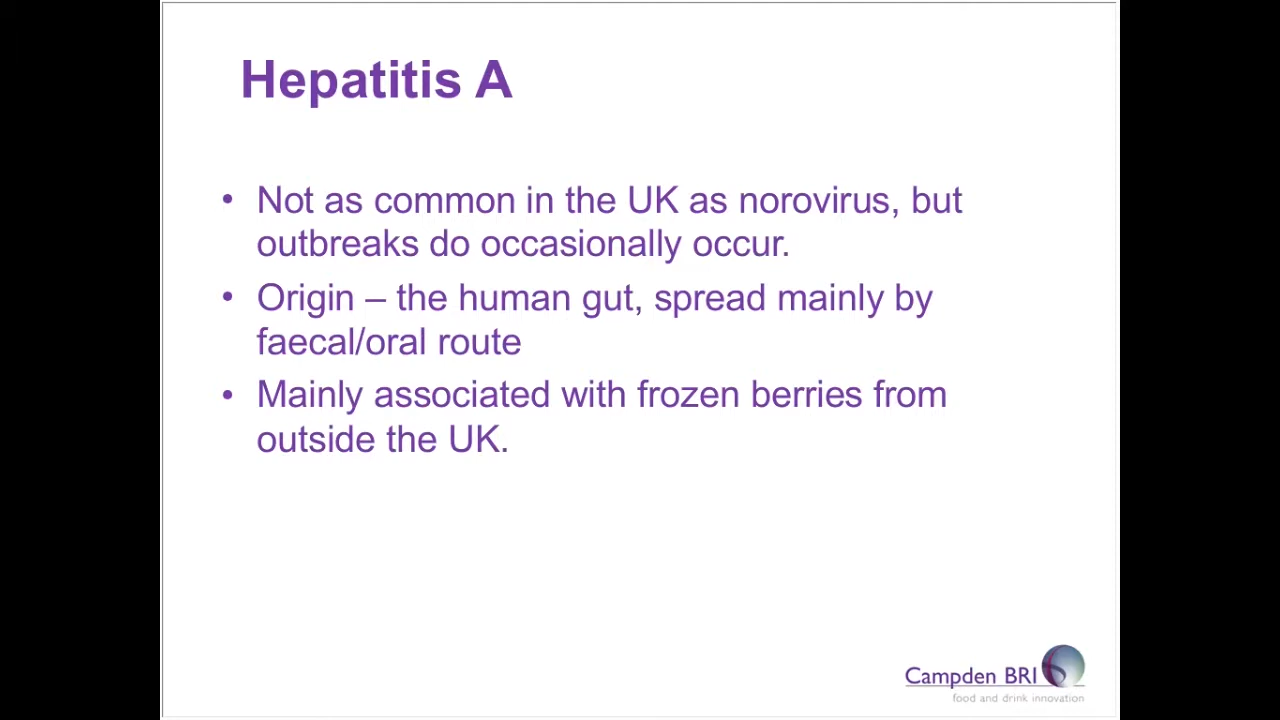 Hepatitis A
• Not as common in the UK as norovirus, but
outbreaks do occasionally occur.
• Origin – the human gut, spread mainly by
faecal/oral route
• Mainly associated with frozen berries from
outside the UK.
Campden BRI
food and drink innovation